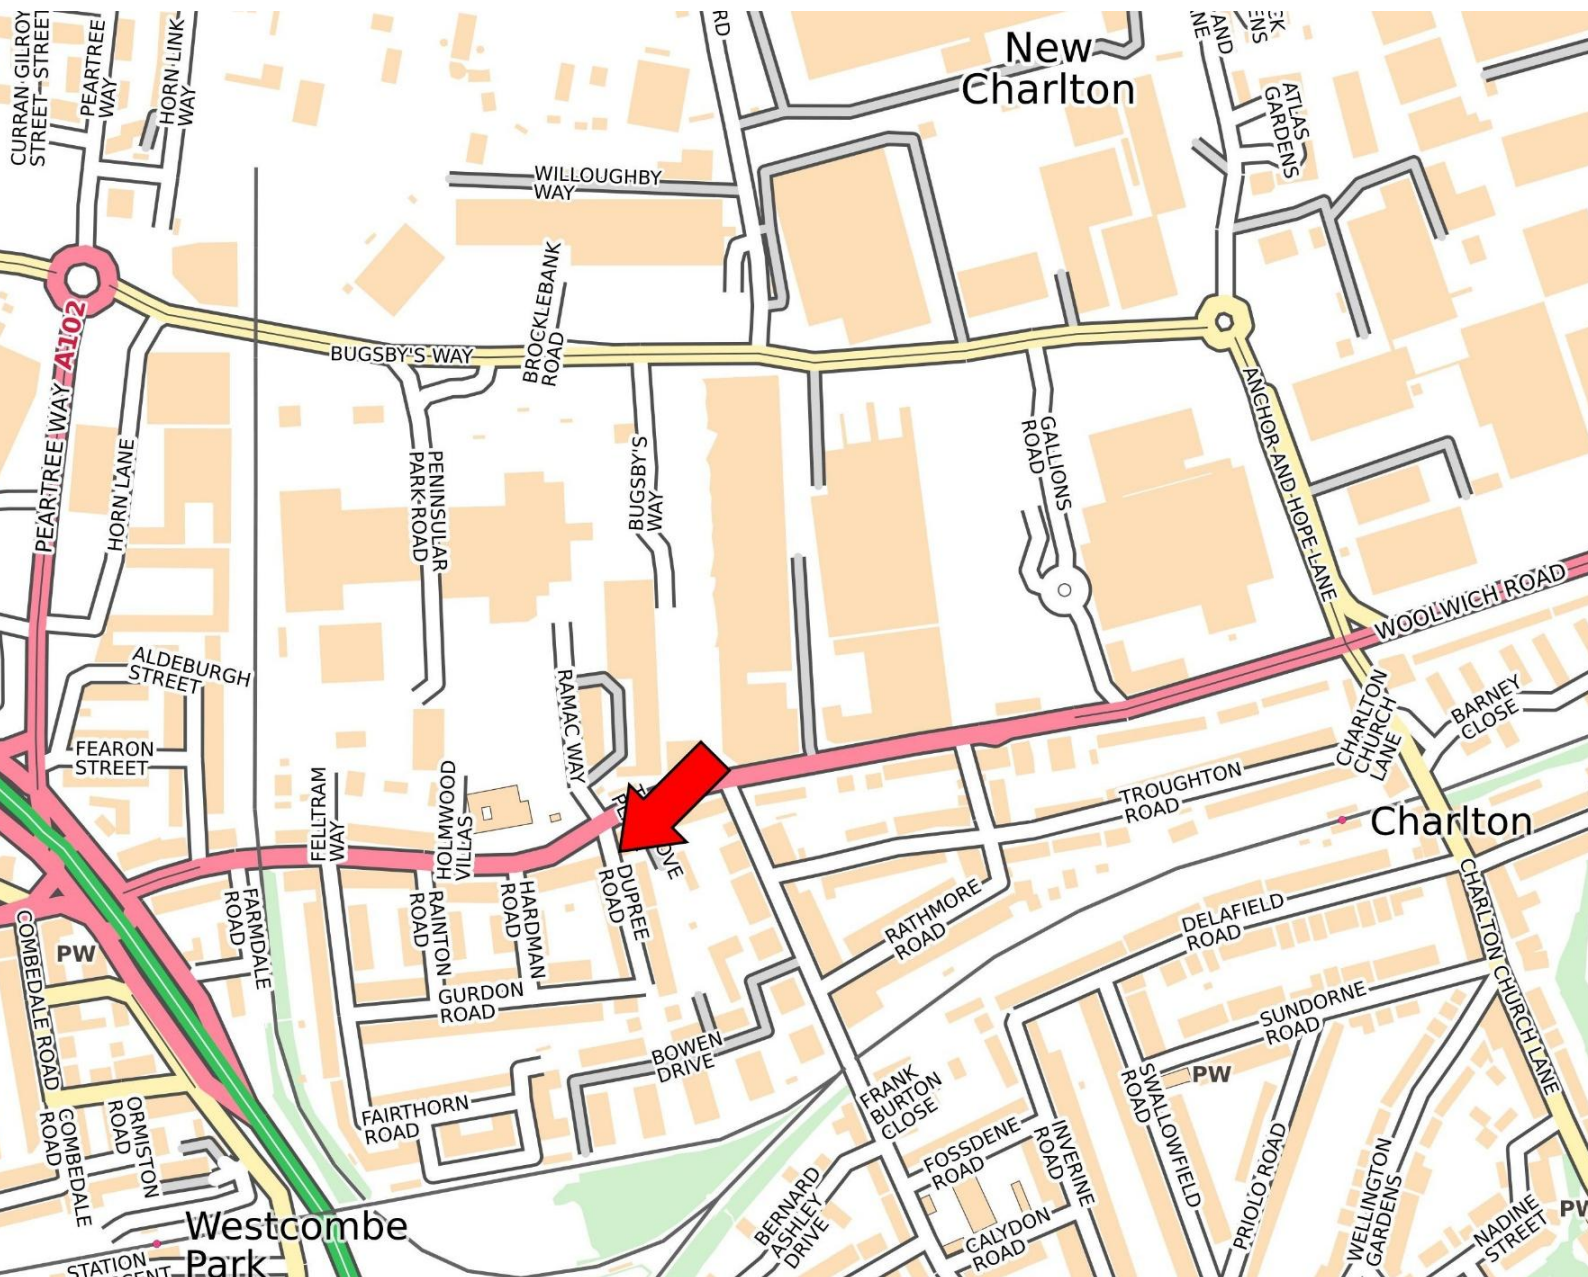 CURRAN GILROY
STREET STREET
PEARTREE
WAY
HORN LINK
WAY
RD
New
Charlton
ATLAS
GARDENS
WILLOUGHBY
WAY
BROCKLEBANK
ROAD
A102
BUGSBY'S WAY
PEARTREE WAY
HORN LANE
PENINSULAR
PARK ROAD
BUGSBY'S
WAY
GALLIONS
ROAD
ANCHOR-AND-HOPE-LANE
WOOLWICH ROAD
ALDEBURGH
STREET
RAMAC WAY
FEARON
STREET
CHARLTON
CHURCH
LANE
BARNEY
CLOSE
FELLTRAM
WAY
HOLMWOOD
VILLAS
TROUGHTON
ROAD
Charlton
DUPREE
ROAD
FARMDALE
ROAD
RAINTON
ROAD
HARDMAN
ROAD
RATHMORE
ROAD
DELAFIELD
ROAD
CHARLTON CHURCH LANE
COMBEDALE ROAD
PW
GURDON
ROAD
SUNDORNE
ROAD
BOWEN
DRIVE
PW
SWALLOWFIELD
ROAD
FRANK
BURTON
CLOSE
FAIRTHORN
ROAD
ORMISTON
ROAD
COMBEDALE
ROAD
FOSSDENE
ROAD
INVERINE
ROAD
PRIOLO ROAD
WELLINGTON
GARDENS
BERNARD
ASHLEY
DRIVE
CALYDON
ROAD
NADINE
STREET
PW
Westcombe
Park
STATION